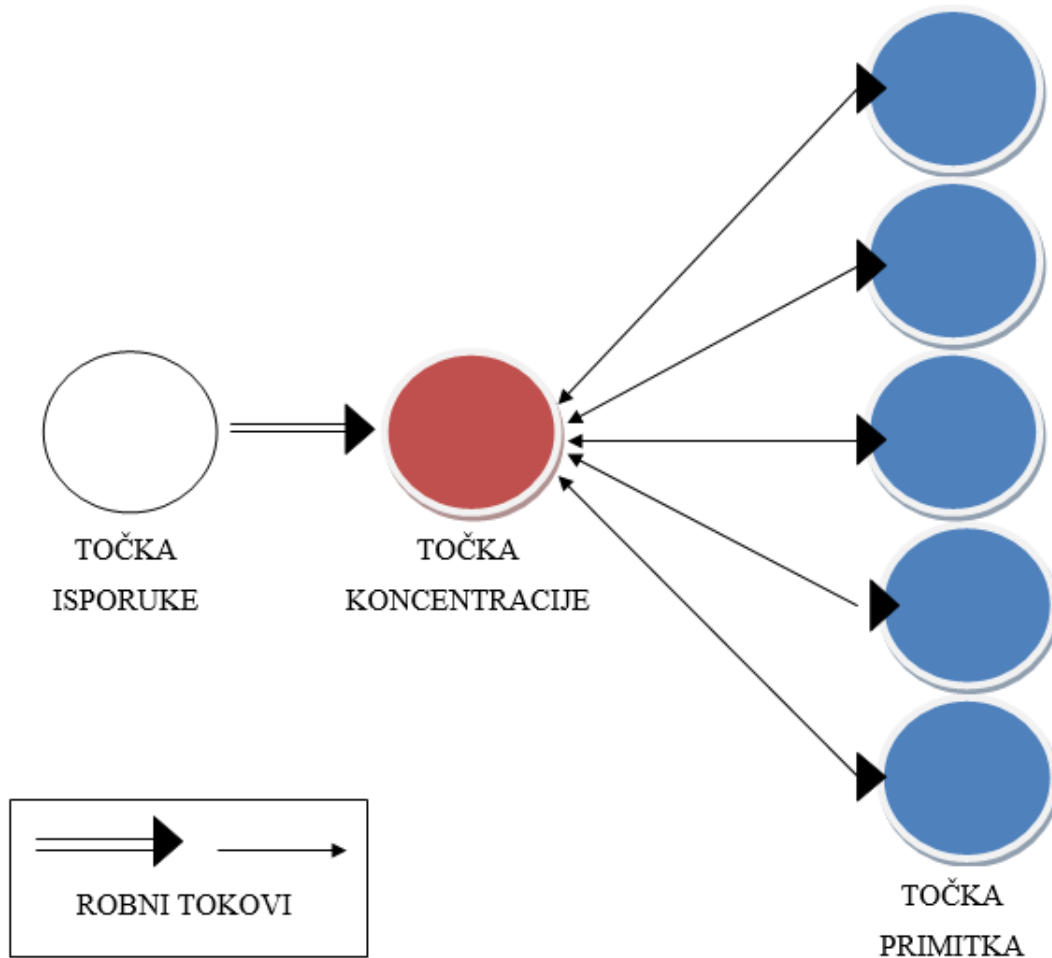 TOČKA
ISPORUKE
TOČKA
KONCENTRACIJE
TOČKA
PRIMITKA
ROBNI TOKOVI